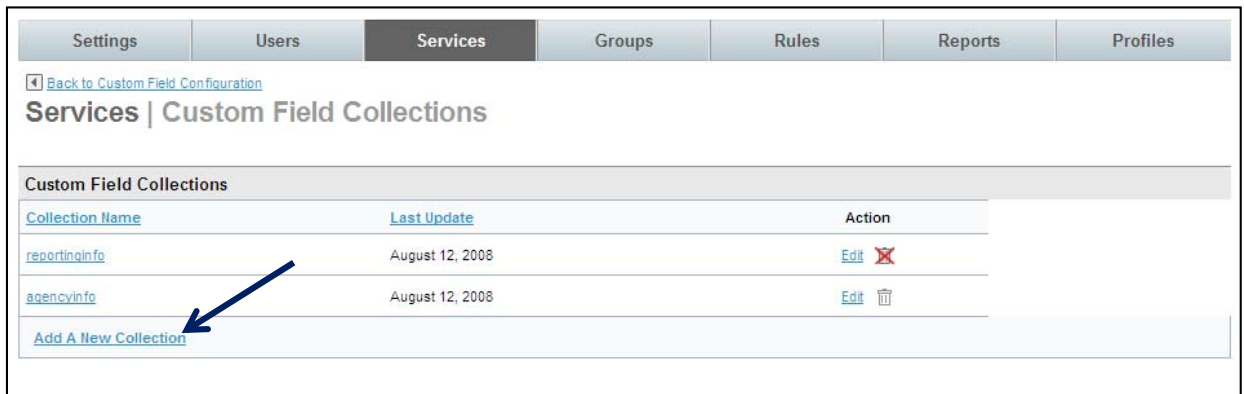 Settings Users Services Groups Rules Reports Profiles
Back to Custom Field Configuration
Services | Custom Field Collections
Custom Field Collections
Collection Name Last Update Action
reportinginfo August 12, 2008 Edit
agencyinfo August 12, 2008 Edit
Add A New Collection